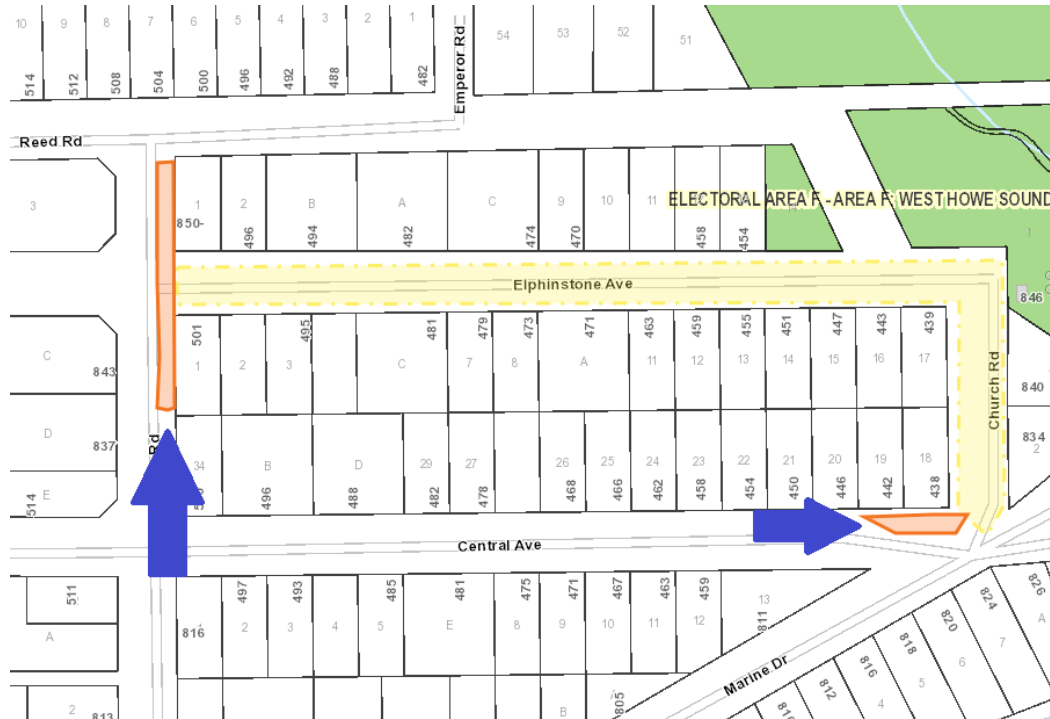 10 9 8 7 6 5 4 3 2 1 54 53 52 51
514 512 508 504 500 496 492 488 482
Emperor Rd
Reed Rd
3 1 2 B A C 9 10 11
ELECTORAL AREA F - AREA F: WEST HOWE SOUND
850- 496 494 482 474 470 458 454
1
Elphinstone Ave
846
501 495 481 479 473 471 463 459 455 451 447 443 439
C 843 1 2 3 C 7 8 A 11 12 13 14 15 16 17
Church Rd
840
D 837 Rd
834
2
34 B D 29 27 26 25 24 23 22 21 20 19 18
E 514 496 488 482 478 468 466 462 458 454 450 446 442 438
Central Ave
511 497 493 485 481 475 471 467 463 459 13 811
A 816 1 2 3 4 5 E 8 9 10 11 12
826 824 820 818 816 812
A 7 6 5 4
Marine Dr
2 813 B 805